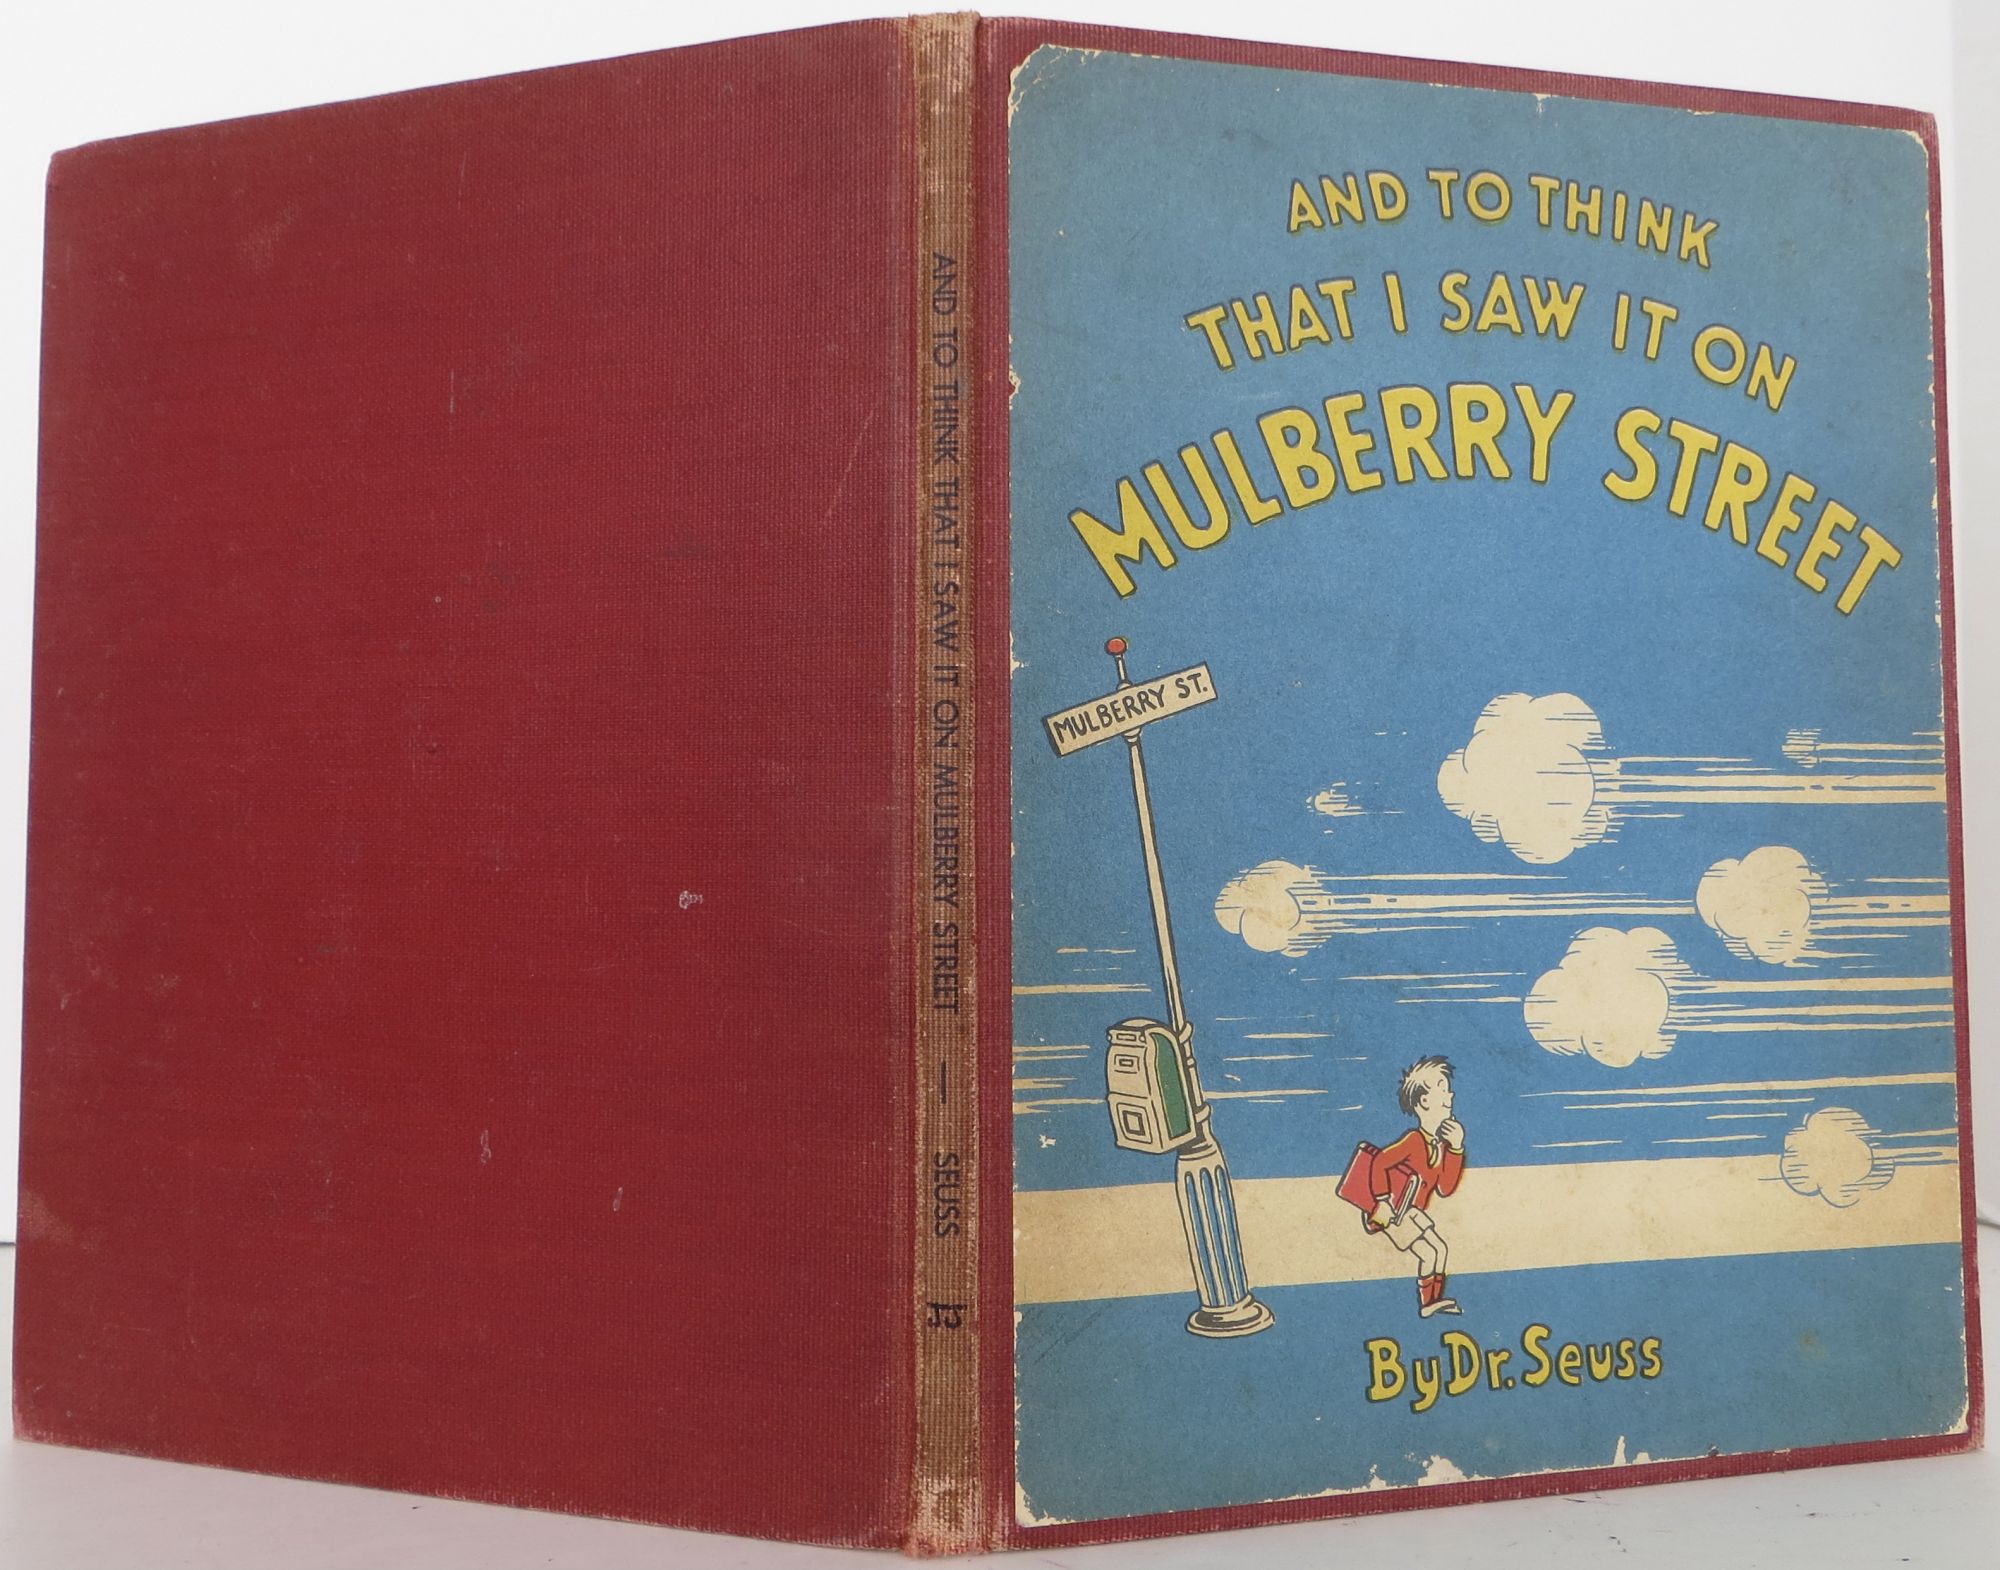 AND TO THINK THAT I SAW IT ON MULBERRY STREET — SEUSS
AND TO THINK
THAT I SAW IT ON
MULBERRY STREET
MULBERRY ST.
By Dr. Seuss